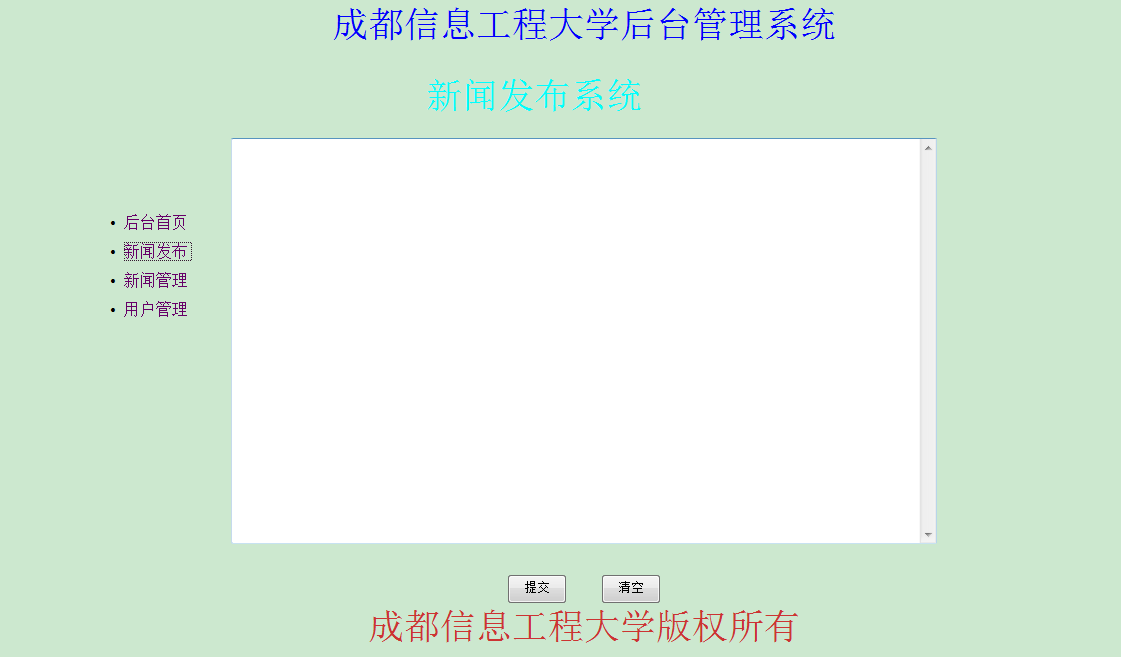 成都信息工程大学后台管理系统
新闻发布系统
后台首页
新闻发布
新闻管理
用户管理
提交 清空
成都信息工程大学版权所有